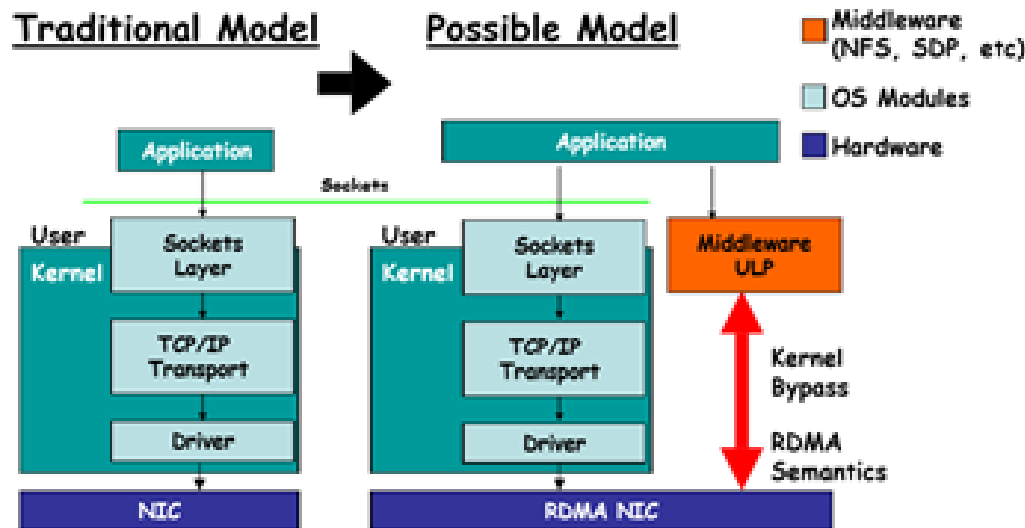 Traditional Model
Possible Model
Middleware
(NFS, SDP, etc)
OS Modules
Hardware
Application
Application
Sockets
User
Kernel
Sockets
Layer
TCP/IP
Transport
Driver
NIC
User
Kernel
Sockets
Layer
TCP/IP
Transport
Driver
RDMA NIC
Middleware
ULP
Kernel
Bypass
RDMA
Semantics